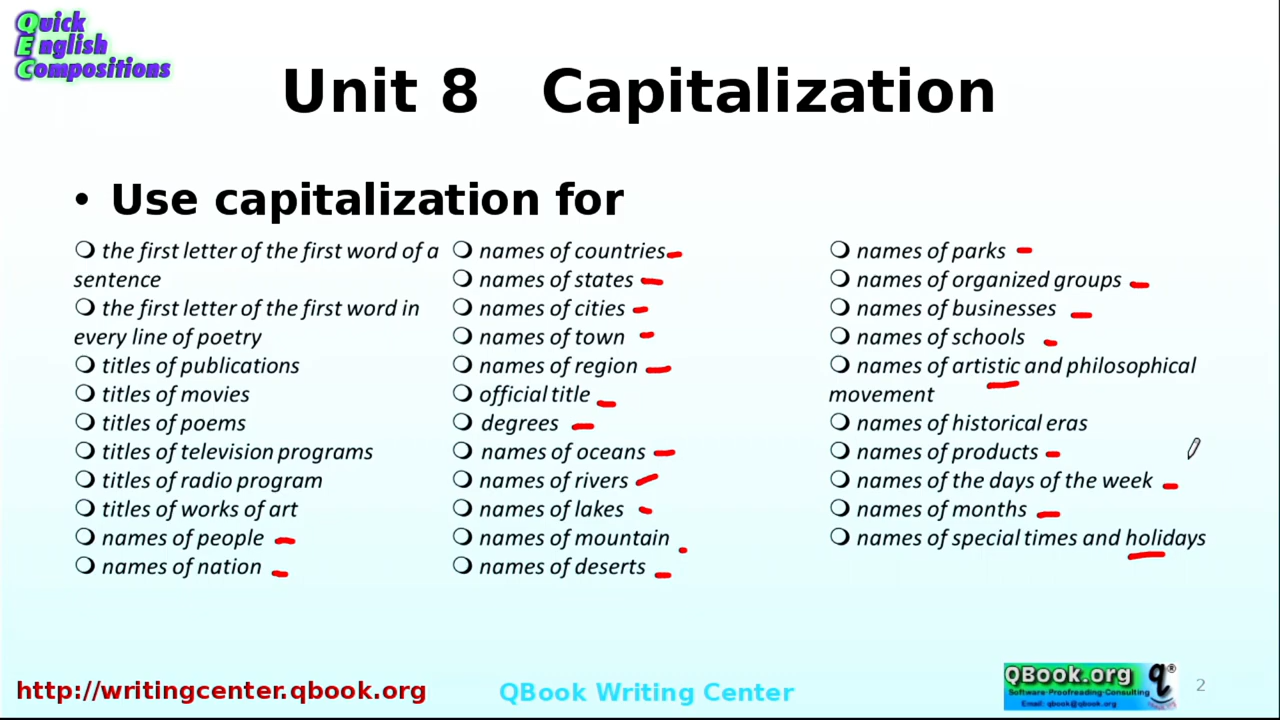 Quick
English
Compositions
Unit 8 Capitalization
• Use capitalization for
❍ the first letter of the first word of a
sentence
❍ the first letter of the first word in
every line of poetry
❍ titles of publications
❍ titles of movies
❍ titles of poems
❍ titles of television programs
❍ titles of radio program
❍ titles of works of art
❍ names of people
❍ names of nation
❍ names of countries
❍ names of states
❍ names of cities
❍ names of town
❍ names of region
❍ official title
❍ degrees
❍ names of oceans
❍ names of rivers
❍ names of lakes
❍ names of mountain
❍ names of deserts
❍ names of parks
❍ names of organized groups
❍ names of businesses
❍ names of schools
❍ names of artistic and philosophical
movement
❍ names of historical eras
❍ names of products
❍ names of the days of the week
❍ names of months
❍ names of special times and holidays
http://writingcenter.qbook.org
QBook Writing Center
QBook.org
Software-Proofreading-Consulting
Email: qbook@qbook.org
q®
2